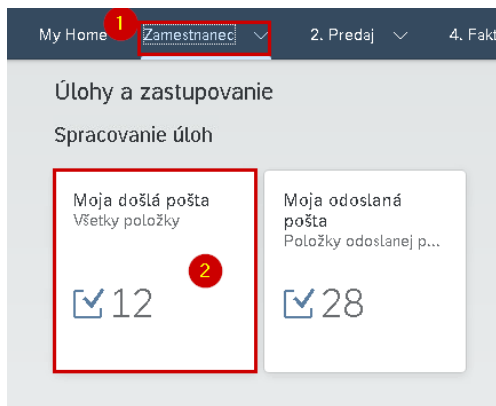 1
My Home Zamestnanec 2. Predaj 4. Fakt
Úlohy a zastupovanie
Spracovanie úloh
Moja došlá pošta
Všetky položky
2
12
Moja odoslaná
pošta
Položky odoslanej p...
28